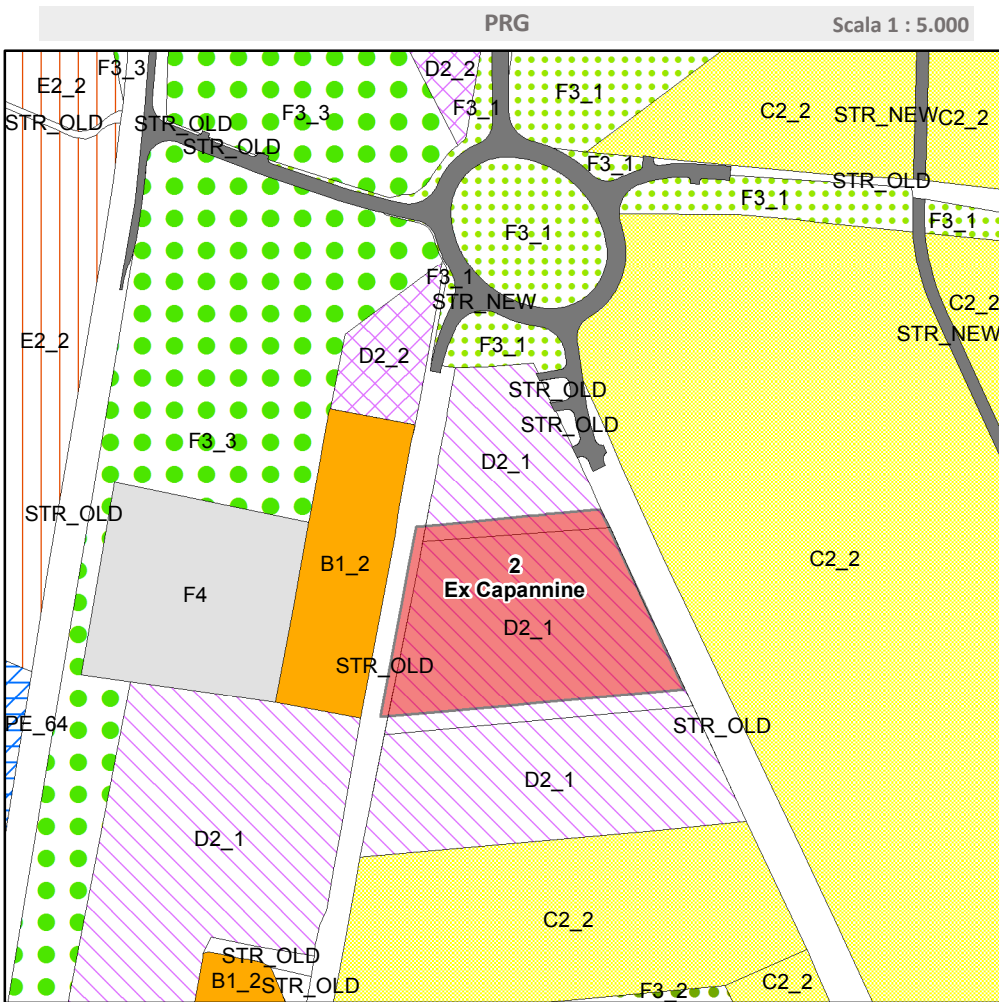 PRG
Scala 1 : 5.000
F3_3
D2_2
E2_2
F3_1
F3_3
F3_1
C2_2
STR_NEW
C2_2
STR_OLD
STR_OLD
STR_OLD
F3_1
STR_OLD
F3_1
F3_1
F3_1
F3_1
STR_NEW
C2_2
STR_NEW
E2_2
D2_2
F3_1
STR_OLD
STR_OLD
F3_3
D2_1
STR_OLD
B1_2
2
Ex Capannine
C2_2
F4
D2_1
STR_OLD
PE_64
STR_OLD
D2_1
D2_1
C2_2
STR_OLD
B1_2
STR_OLD
F3_2
C2_2